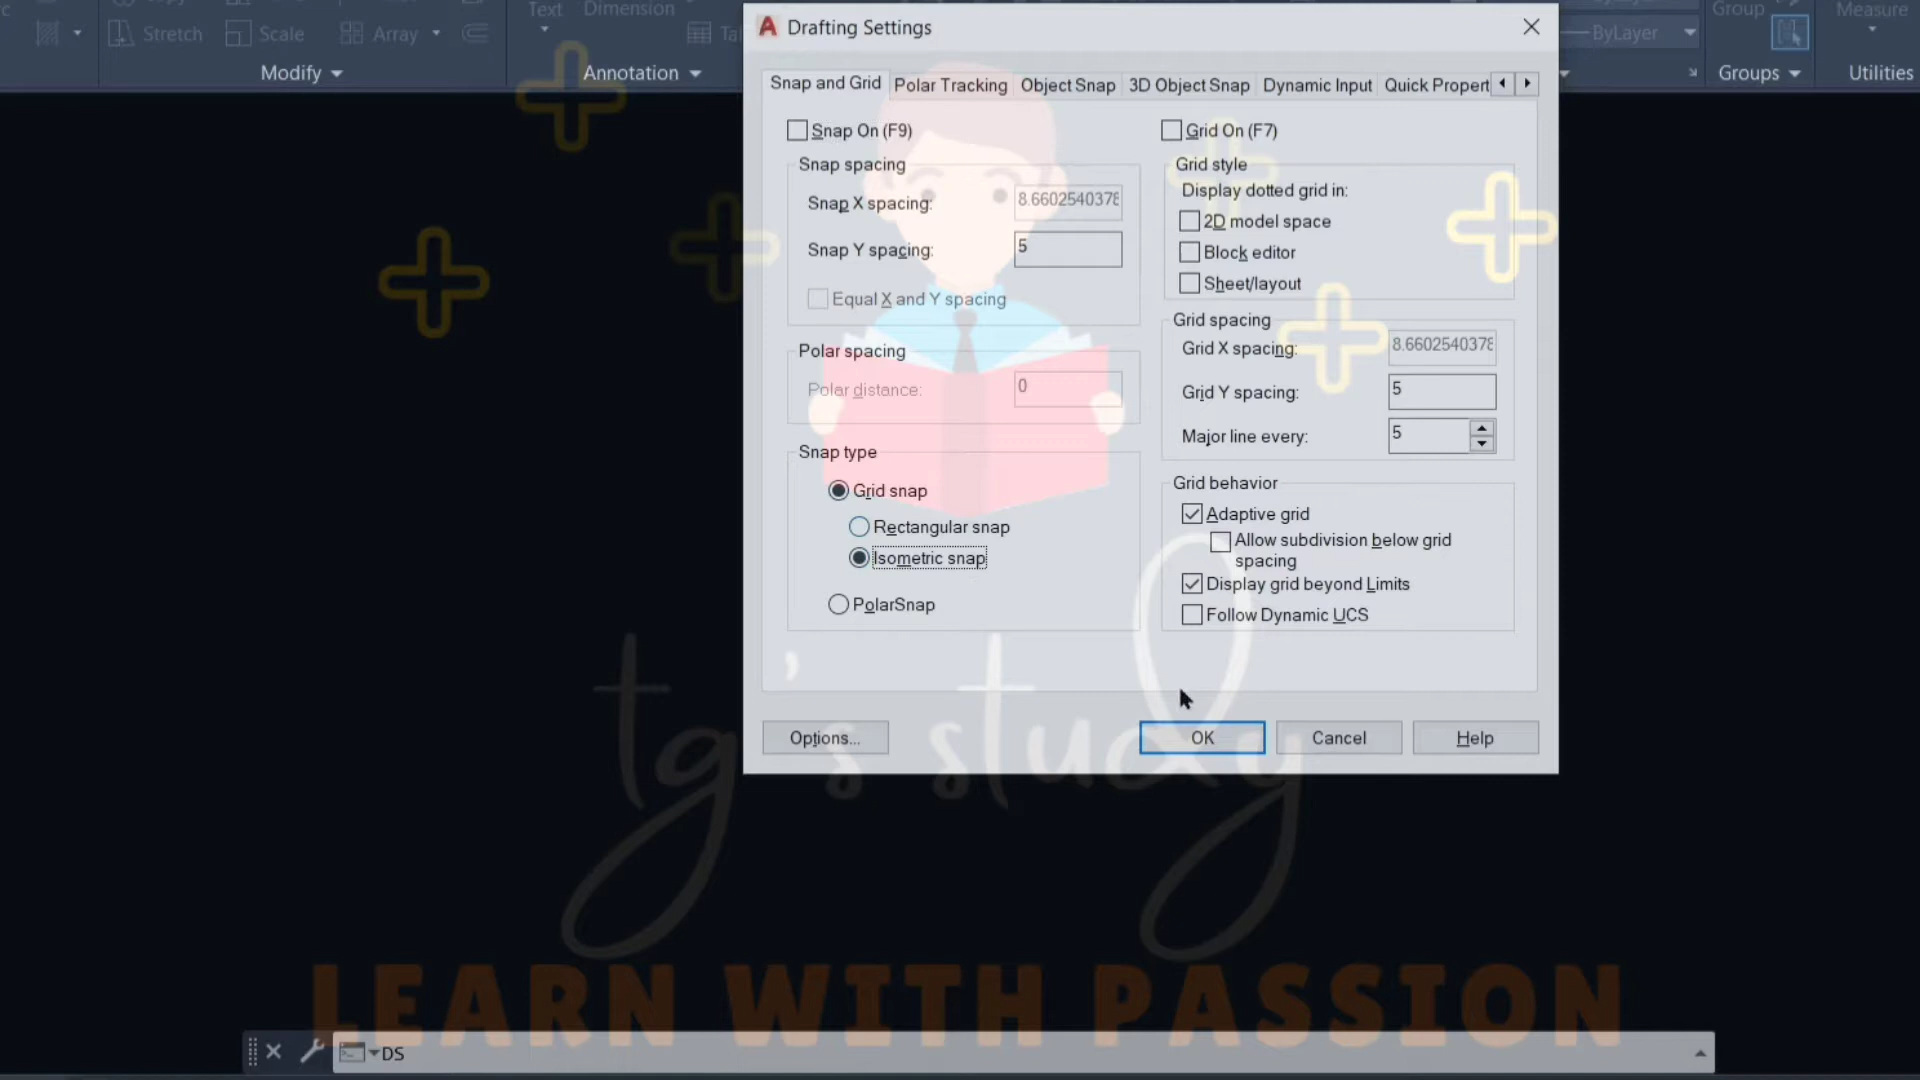 Text Dimension
Group Measure
Stretch Scale Array
ByLayer
Modify Annotation Groups Utilities
Drafting Settings
Snap and Grid Polar Tracking Object Snap 3D Object Snap Dynamic Input Quick Propert
Snap On (F9)
Snap spacing
Snap X spacing: 8.6602540378
Snap Y spacing: 5
Equal X and Y spacing
Polar spacing
Polar distance: 0
Snap type
Grid snap
Rectangular snap
Isometric snap
PolarSnap
Grid On (F7)
Grid style
Display dotted grid in:
2D model space
Block editor
Sheet/layout
Grid spacing
Grid X spacing: 8.6602540378
Grid Y spacing: 5
Major line every: 5
Grid behavior
Adaptive grid
Allow subdivision below grid
spacing
Display grid beyond Limits
Follow Dynamic UCS
Options... OK Cancel Help
tg's study
LEARN WITH PASSION
DS